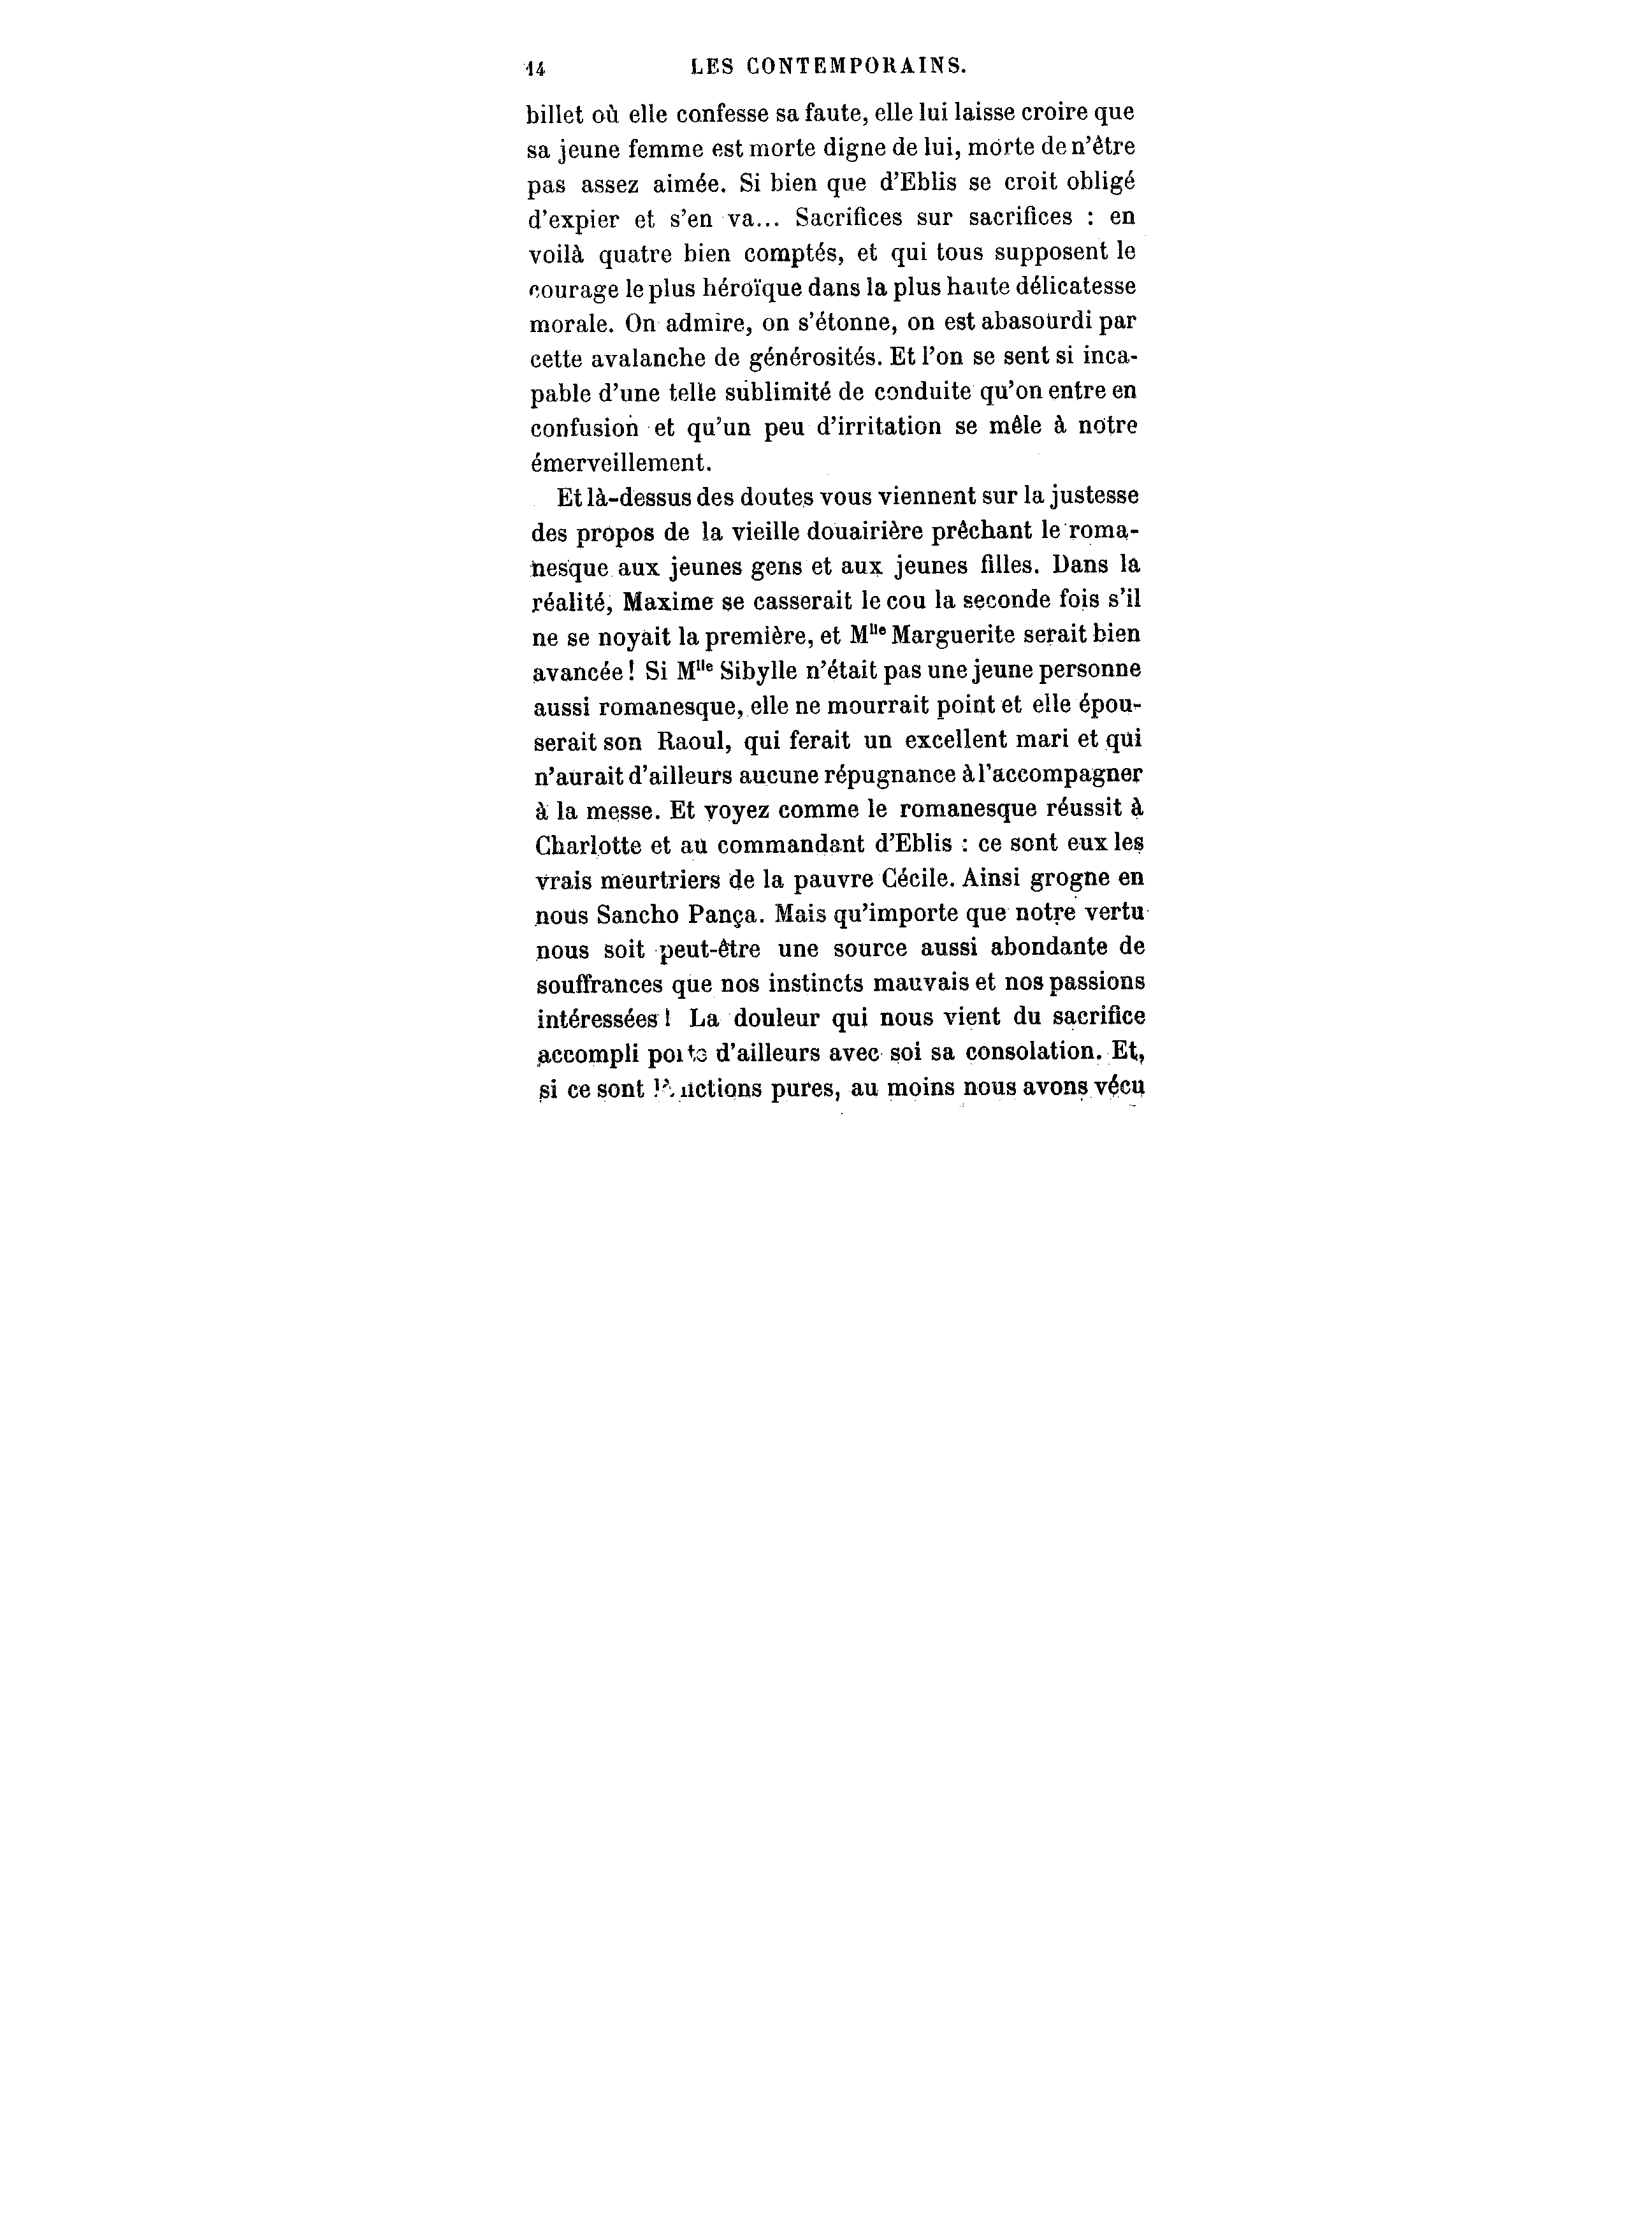 14 LES CONTEMPORAINS.
billet où elle confesse sa faute, elle lui laisse croire que
sa jeune femme est morte digne de lui, morte de n'être
pas assez aimée. Si bien que d'Eblis se croit obligé
d'expier et s'en va... Sacrifices sur sacrifices : en
voilà quatre bien comptés, et qui tous supposent le
courage le plus héroïque dans la plus haute délicatesse
morale. On admire, on s'étonne, on est abasourdi par
cette avalanche de générosités. Et l'on se sent si inca-
pable d'une telle sublimité de conduite qu'on entre en
confusion et qu'un peu d'irritation se mêle à notre
émerveillement.
Et là-dessus des doutes vous viennent sur la justesse
des propos de la vieille douairière prêchant le roma-
nesque aux jeunes gens et aux jeunes filles. Dans la
réalité, Maxime se casserait le cou la seconde fois s'il
ne se noyait la première, et Mlle Marguerite serait bien
avancée ! Si Mlle Sibylle n'était pas une jeune personne
aussi romanesque, elle ne mourrait point et elle épou-
serait son Raoul, qui ferait un excellent mari et qui
n'aurait d'ailleurs aucune répugnance à l'accompagner
à la messe. Et voyez comme le romanesque réussit à
Charlotte et au commandant d'Eblis : ce sont eux les
vrais meurtriers de la pauvre Cécile. Ainsi grogne en
nous Sancho Pança. Mais qu'importe que notre vertu
nous soit peut-être une source aussi abondante de
souffrances que nos instincts mauvais et nos passions
intéressées ! La douleur qui nous vient du sacrifice
accompli porte d'ailleurs avec soi sa consolation. Et,
si ce sont pures, au moins nous avons vécu